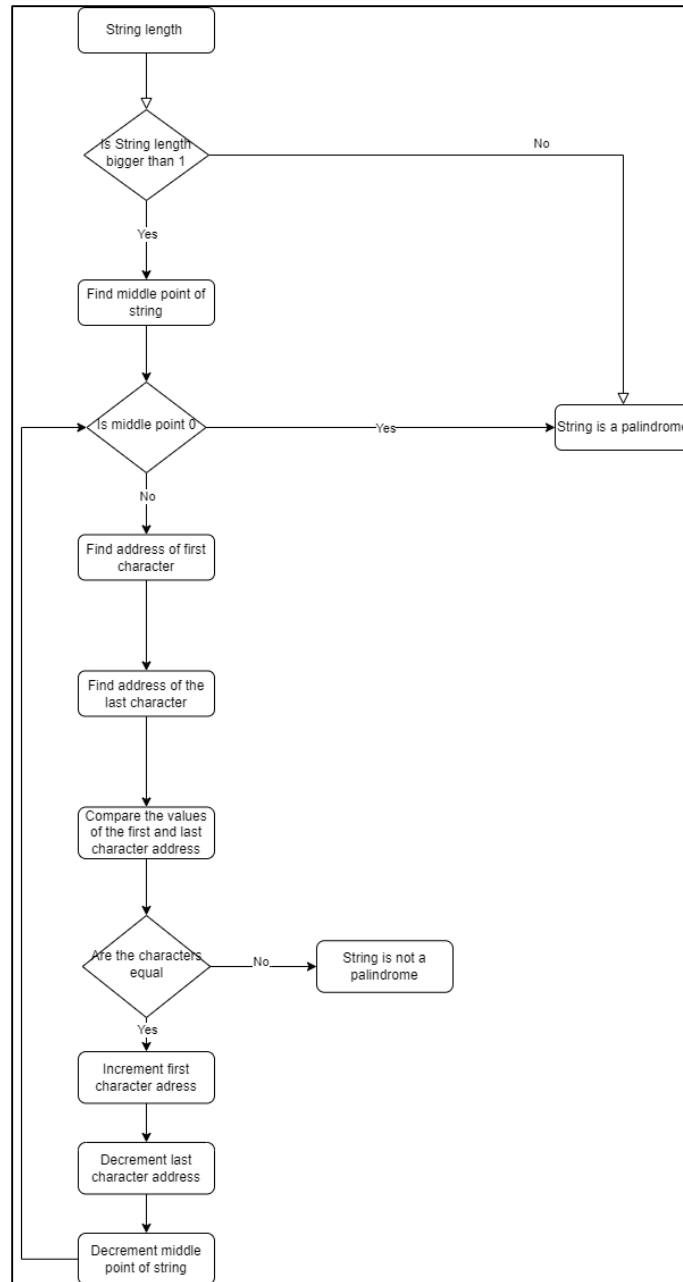 String length
Is String length
bigger than 1
No
Yes
Find middle point of
string
Is middle point 0
Yes
String is a palindrome
No
Find address of first
character
Find address of the
last character
Compare the values
of the first and last
character address
Are the characters
equal
No
String is not a
palindrome
Yes
Increment first
character adress
Decrement last
character address
Decrement middle
point of string